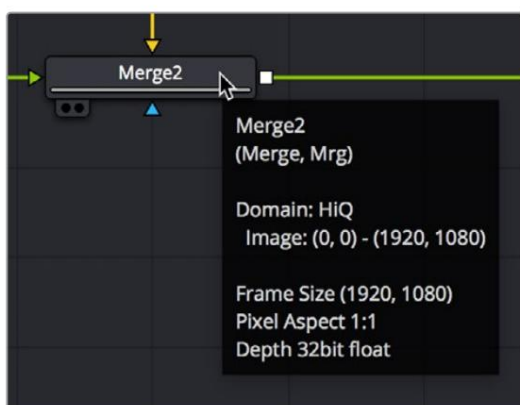 Merge2
Merge2
(Merge, Mrg)
Domain: HiQ
Image: (0, 0) - (1920, 1080)
Frame Size (1920, 1080)
Pixel Aspect 1:1
Depth 32bit float